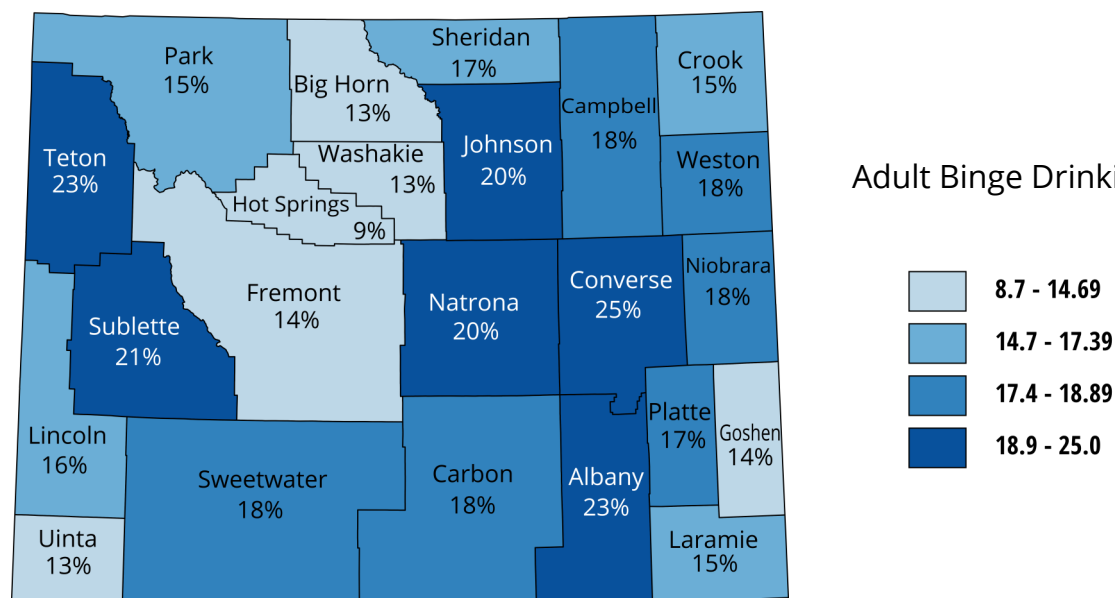 Park
15%
Big Horn
13%
Sheridan
17%
Campbell
18%
Crook
15%
Teton
23%
Washakie
13%
Johnson
20%
Weston
18%
Hot Springs
9%
Fremont
14%
Sublette
21%
Natrona
20%
Converse
25%
Niobrara
18%
Lincoln
16%
Sweetwater
18%
Carbon
18%
Albany
23%
Platte
17%
Goshen
14%
Uinta
13%
Laramie
15%
Adult Binge Drinki
8.7 - 14.69
14.7 - 17.39
17.4 - 18.89
18.9 - 25.0